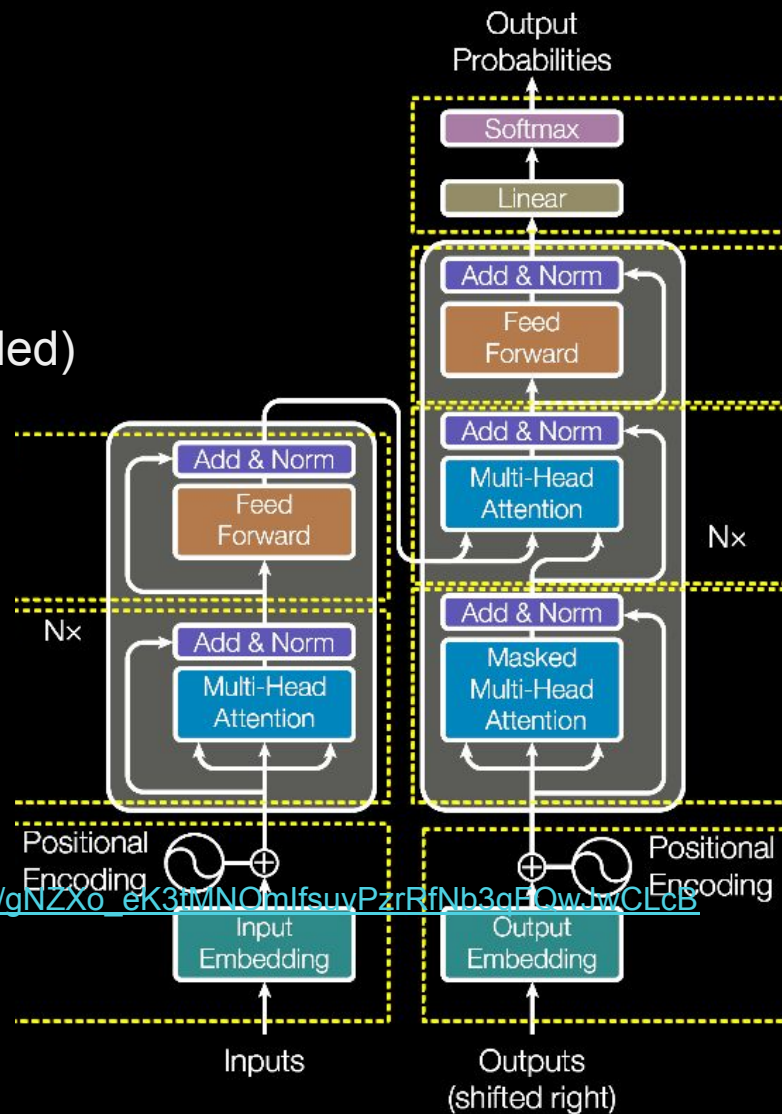 Output
Probabilities
Softmax
Linear
Add & Norm
Feed
Forward
led)
Add & Norm
Multi-Head
Attention
Nx
Add & Norm
Masked
Multi-Head
Attention
Add & Norm
Feed
Forward
Nx
Add & Norm
Multi-Head
Attention
Positional
Encoding
Positional
Encoding
Input
Embedding
Output
Embedding
Inputs
Outputs
(shifted right)